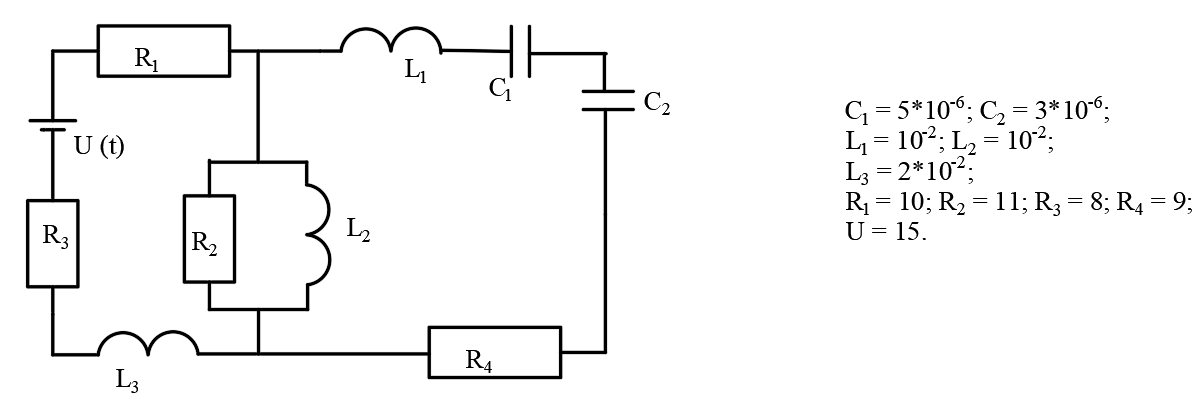 R₁
L₁
C₁
C₂
U (t)
R₃
R₂
L₂
L₃
R₄
C₁ = 5*10⁻⁶; C₂ = 3*10⁻⁶;
L₁ = 10⁻²; L₂ = 10⁻²;
L₃ = 2*10⁻²;
R₁ = 10; R₂ = 11; R₃ = 8; R₄ = 9;
U = 15.